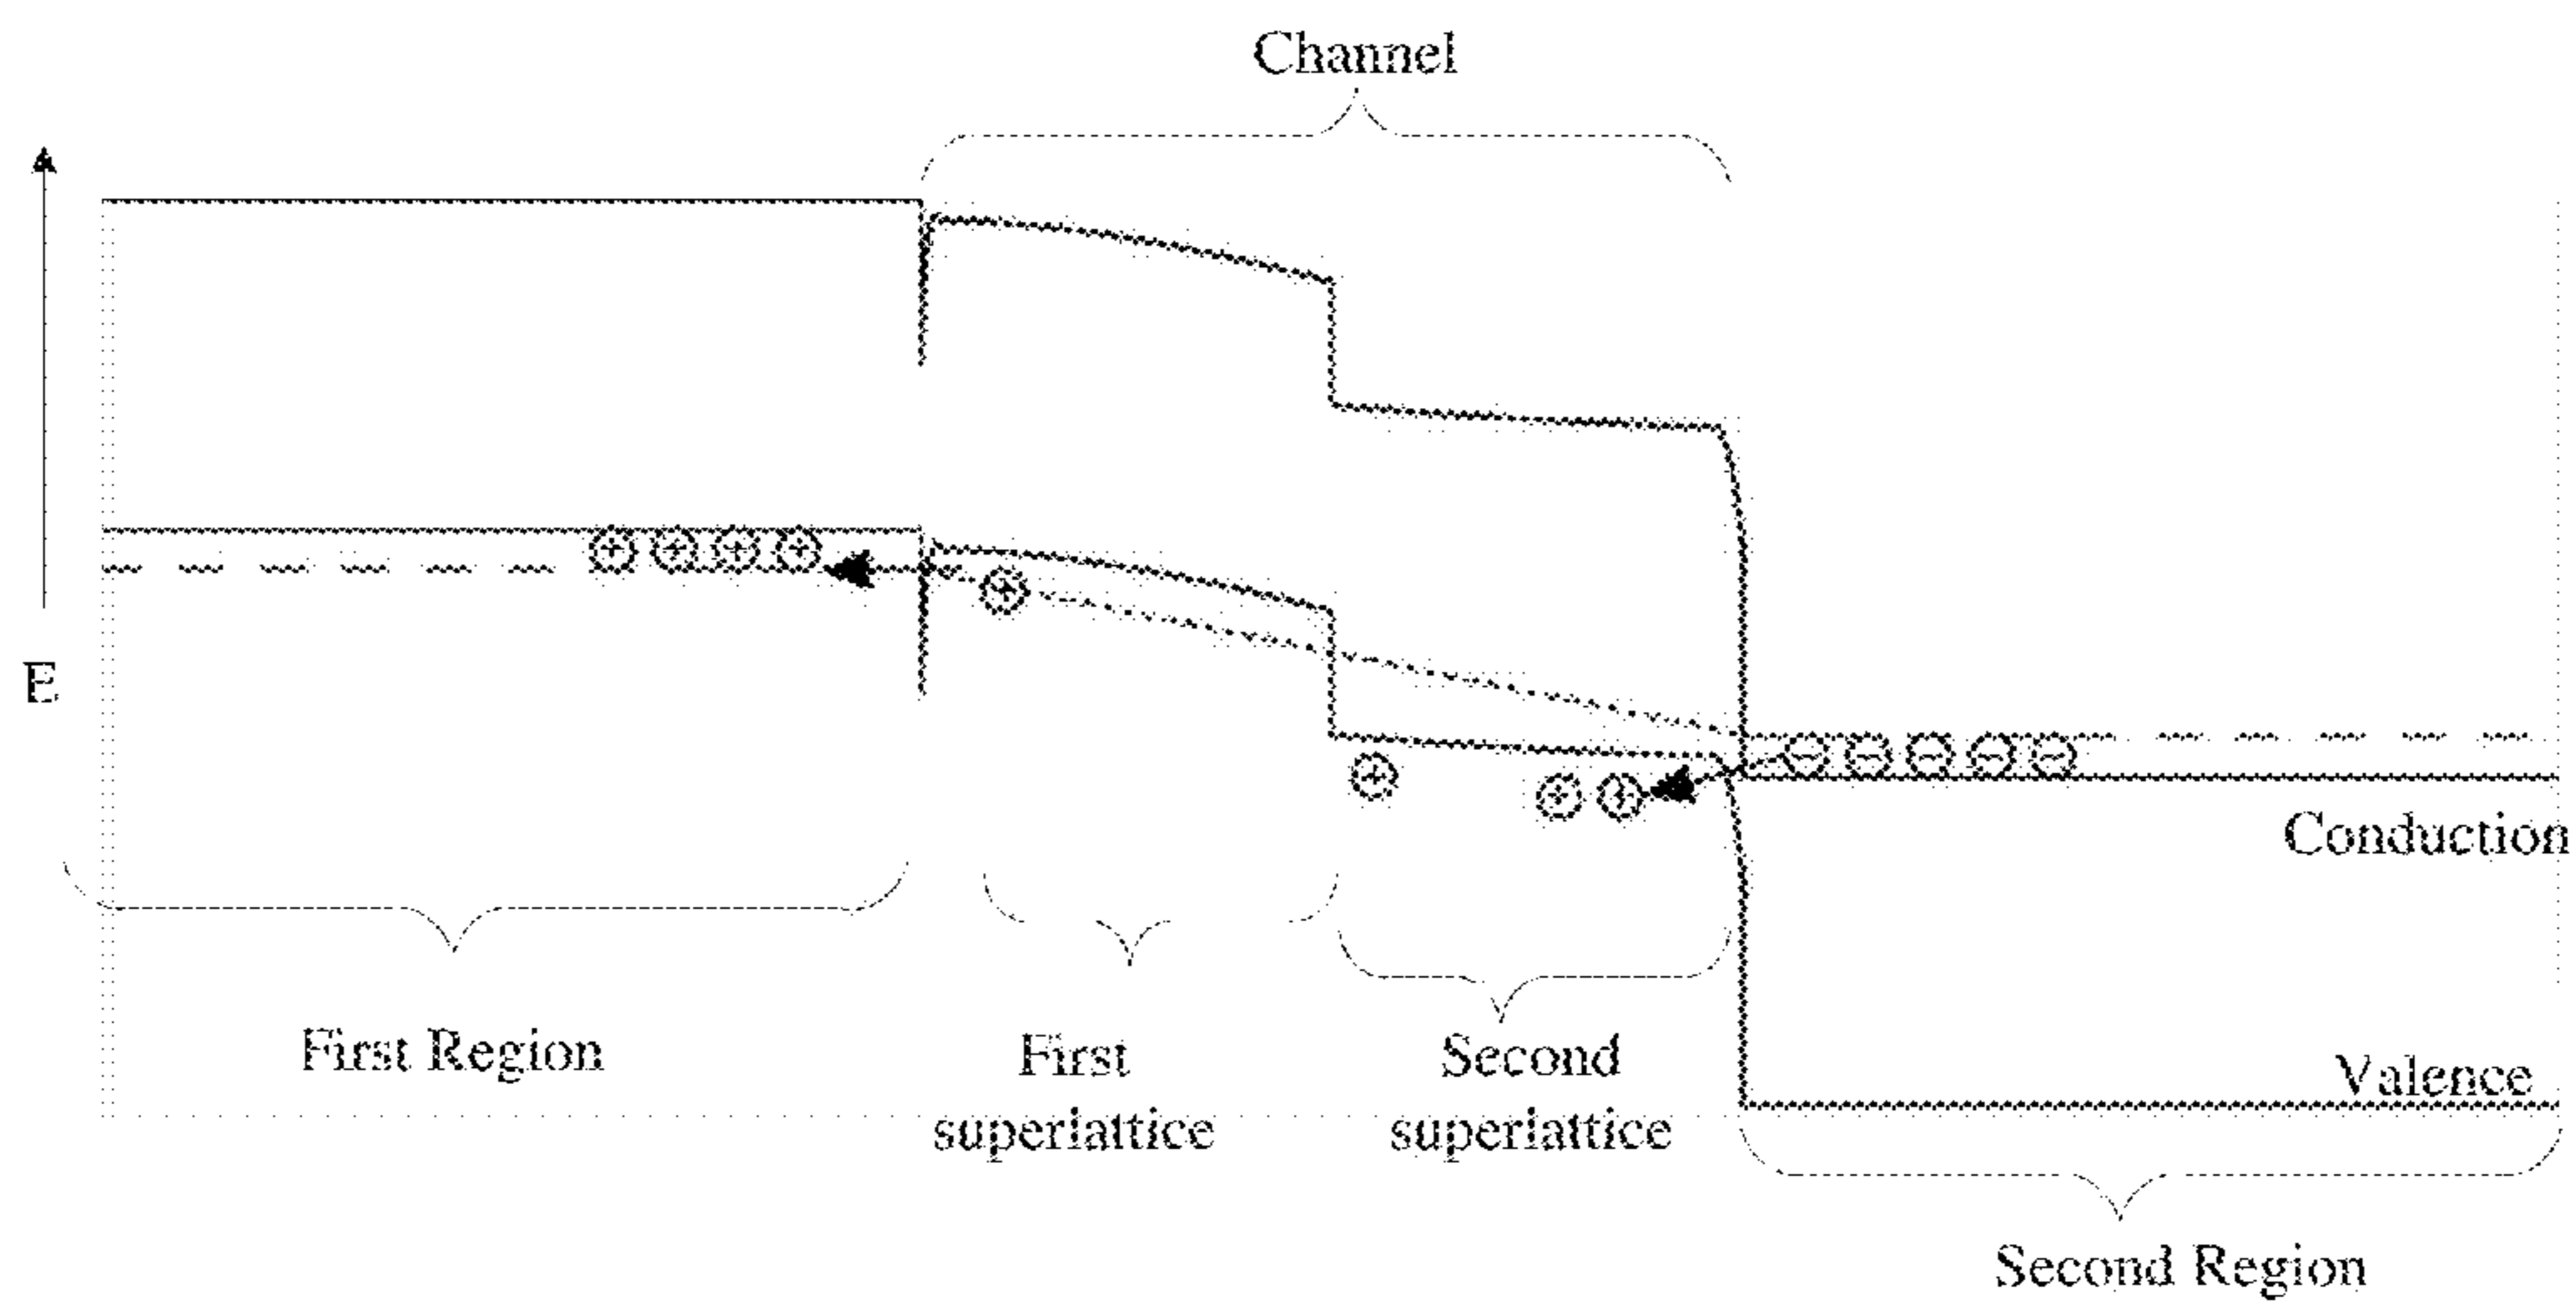 Channel
E
Conduction
First Region
First
superlattice
Second
superlattice
Valence
Second Region